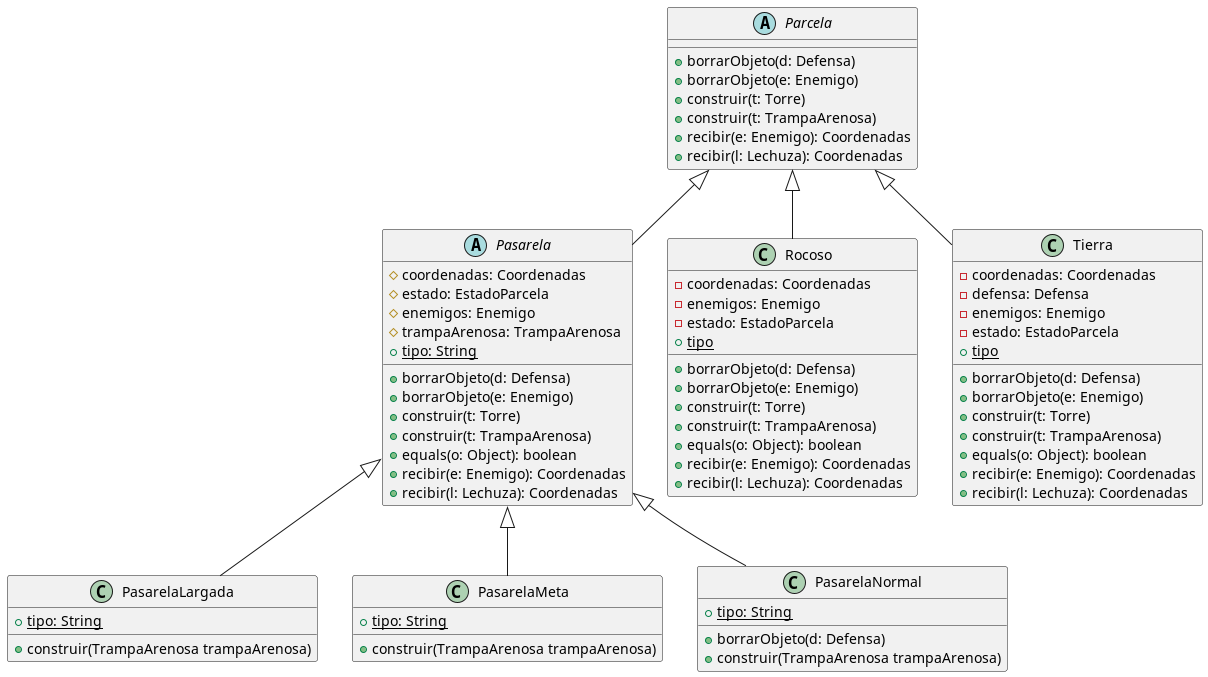 A Parcela
borrarObjeto(d: Defensa)
borrarObjeto(e: Enemigo)
construir(t: Torre)
construir(t: TrampaArenosa)
recibir(e: Enemigo): Coordenadas
recibir(l: Lechuza): Coordenadas
A Pasarela
coordenadas: Coordenadas
estado: EstadoParcela
enemigos: Enemigo
trampaArenosa: TrampaArenosa
tipo: String
borrarObjeto(d: Defensa)
borrarObjeto(e: Enemigo)
construir(t: Torre)
construir(t: TrampaArenosa)
equals(o: Object): boolean
recibir(e: Enemigo): Coordenadas
recibir(l: Lechuza): Coordenadas
C Rocoso
coordenadas: Coordenadas
enemigos: Enemigo
estado: EstadoParcela
tipo
borrarObjeto(d: Defensa)
borrarObjeto(e: Enemigo)
construir(t: Torre)
construir(t: TrampaArenosa)
equals(o: Object): boolean
recibir(e: Enemigo): Coordenadas
recibir(l: Lechuza): Coordenadas
C Tierra
coordenadas: Coordenadas
defensa: Defensa
enemigos: Enemigo
estado: EstadoParcela
tipo
borrarObjeto(d: Defensa)
borrarObjeto(e: Enemigo)
construir(t: Torre)
construir(t: TrampaArenosa)
equals(o: Object): boolean
recibir(e: Enemigo): Coordenadas
recibir(l: Lechuza): Coordenadas
C PasarelaLargada
tipo: String
construir(TrampaArenosa trampaArenosa)
C PasarelaMeta
tipo: String
construir(TrampaArenosa trampaArenosa)
C PasarelaNormal
tipo: String
borrarObjeto(d: Defensa)
construir(TrampaArenosa trampaArenosa)